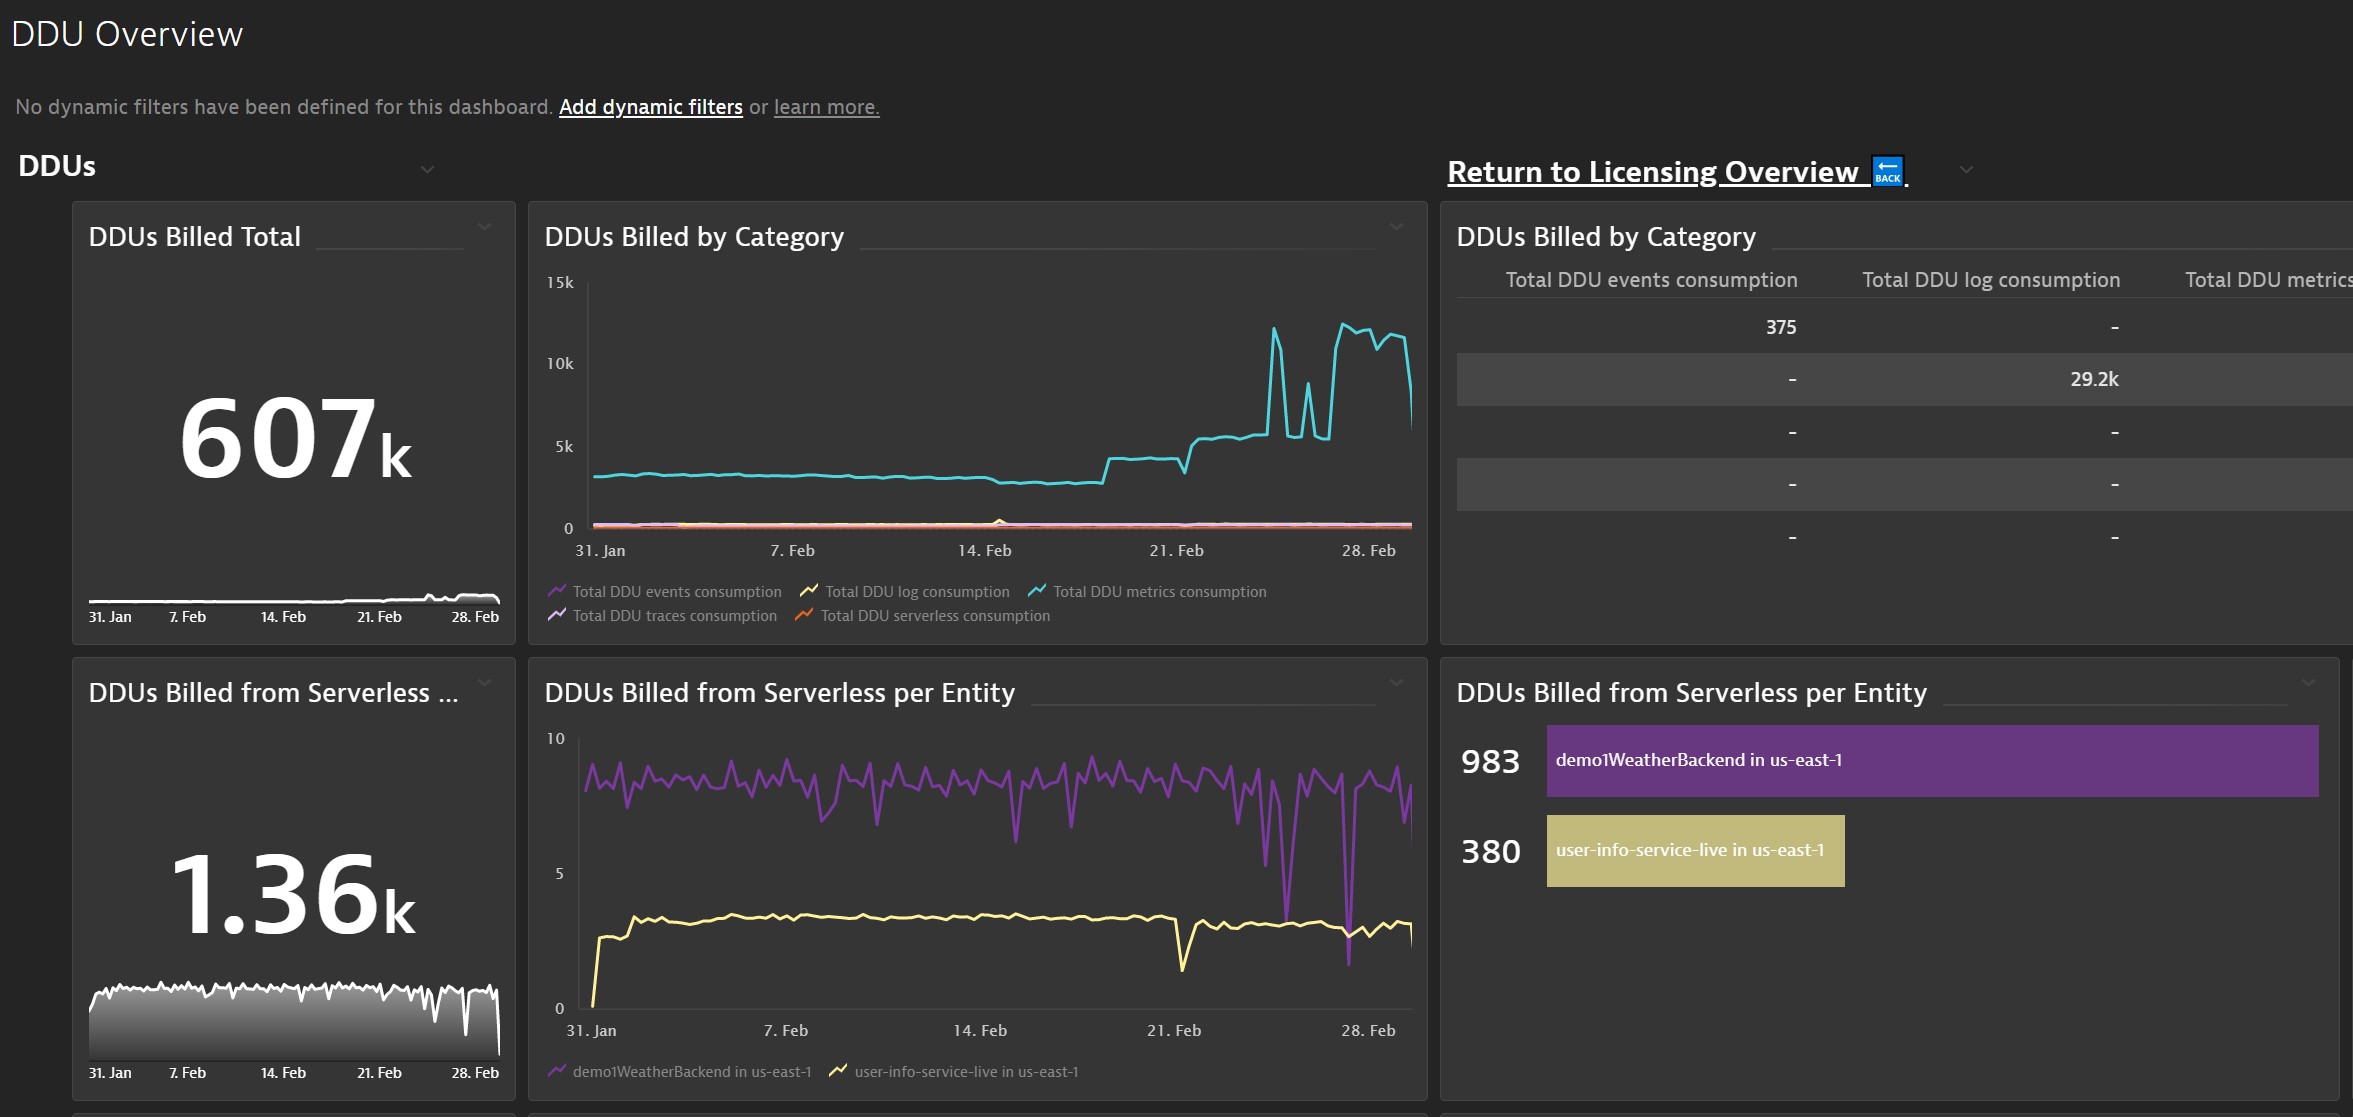 DDU Overview
No dynamic filters have been defined for this dashboard. Add dynamic filters or learn more.
DDUs
Return to Licensing Overview BACK
DDUs Billed Total
607k
31. Jan 7. Feb 14. Feb 21. Feb 28. Feb
DDUs Billed by Category
15k
10k
5k
0
31. Jan 7. Feb 14. Feb 21. Feb 28. Feb
Total DDU events consumption Total DDU log consumption Total DDU metrics consumption
Total DDU traces consumption Total DDU serverless consumption
DDUs Billed by Category
Total DDU events consumption Total DDU log consumption Total DDU metrics
375 -
- 29.2k
- -
- -
- -
DDUs Billed from Serverless ...
1.36k
31. Jan 7. Feb 14. Feb 21. Feb 28. Feb
DDUs Billed from Serverless per Entity
10
5
0
31. Jan 7. Feb 14. Feb 21. Feb 28. Feb
demo1WeatherBackend in us-east-1 user-info-service-live in us-east-1
DDUs Billed from Serverless per Entity
983 demo1WeatherBackend in us-east-1
380 user-info-service-live in us-east-1